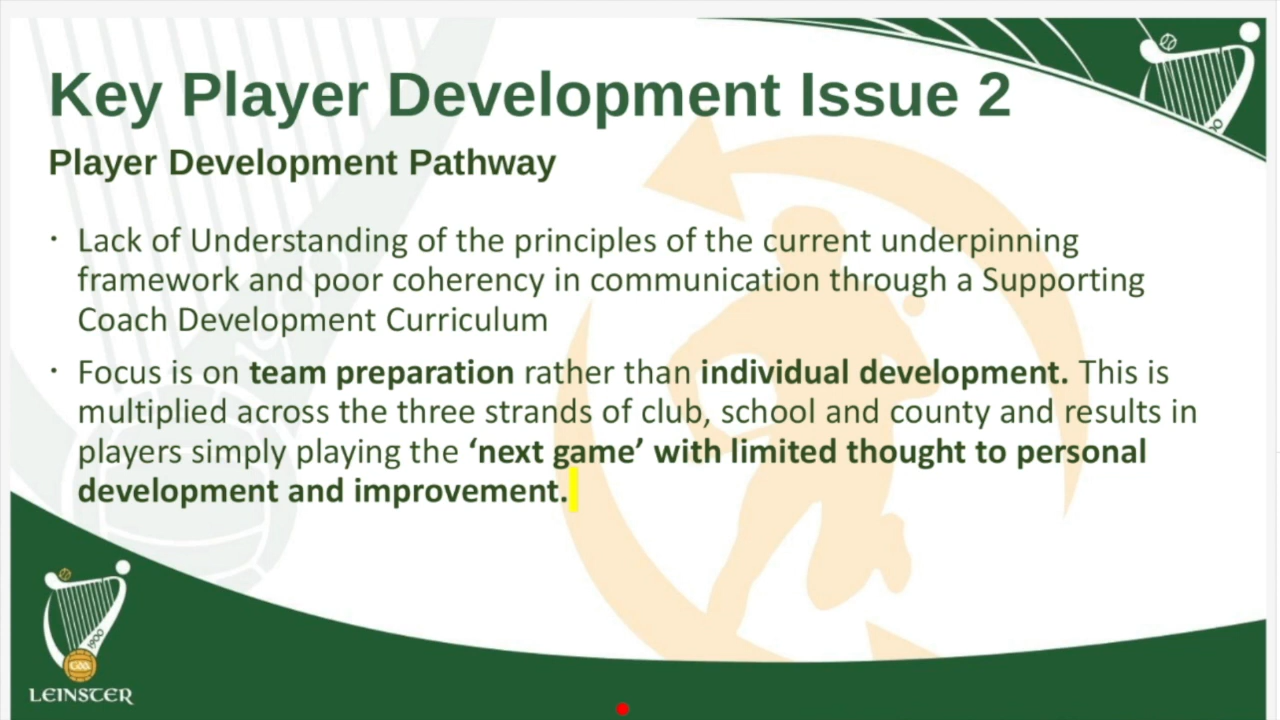 Key Player Development Issue 2
Player Development Pathway
· Lack of Understanding of the principles of the current underpinning
framework and poor coherency in communication through a Supporting
Coach Development Curriculum
· Focus is on team preparation rather than individual development. This is
multiplied across the three strands of club, school and county and results in
players simply playing the ‘next game’ with limited thought to personal
development and improvement.
1900
GAA
LEINSTER